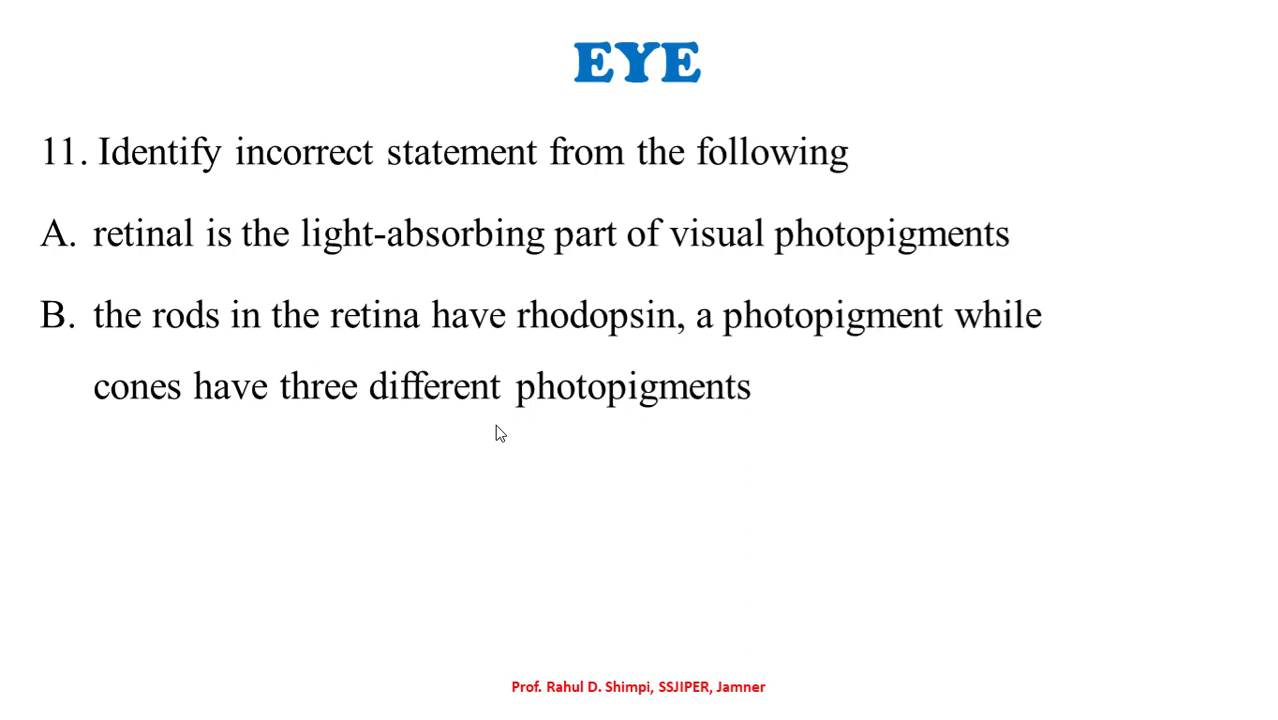 EYE
11. Identify incorrect statement from the following
A. retinal is the light-absorbing part of visual photopigments
B. the rods in the retina have rhodopsin, a photopigment while
cones have three different photopigments
Prof. Rahul D. Shimpi, SSJIPER, Jamner